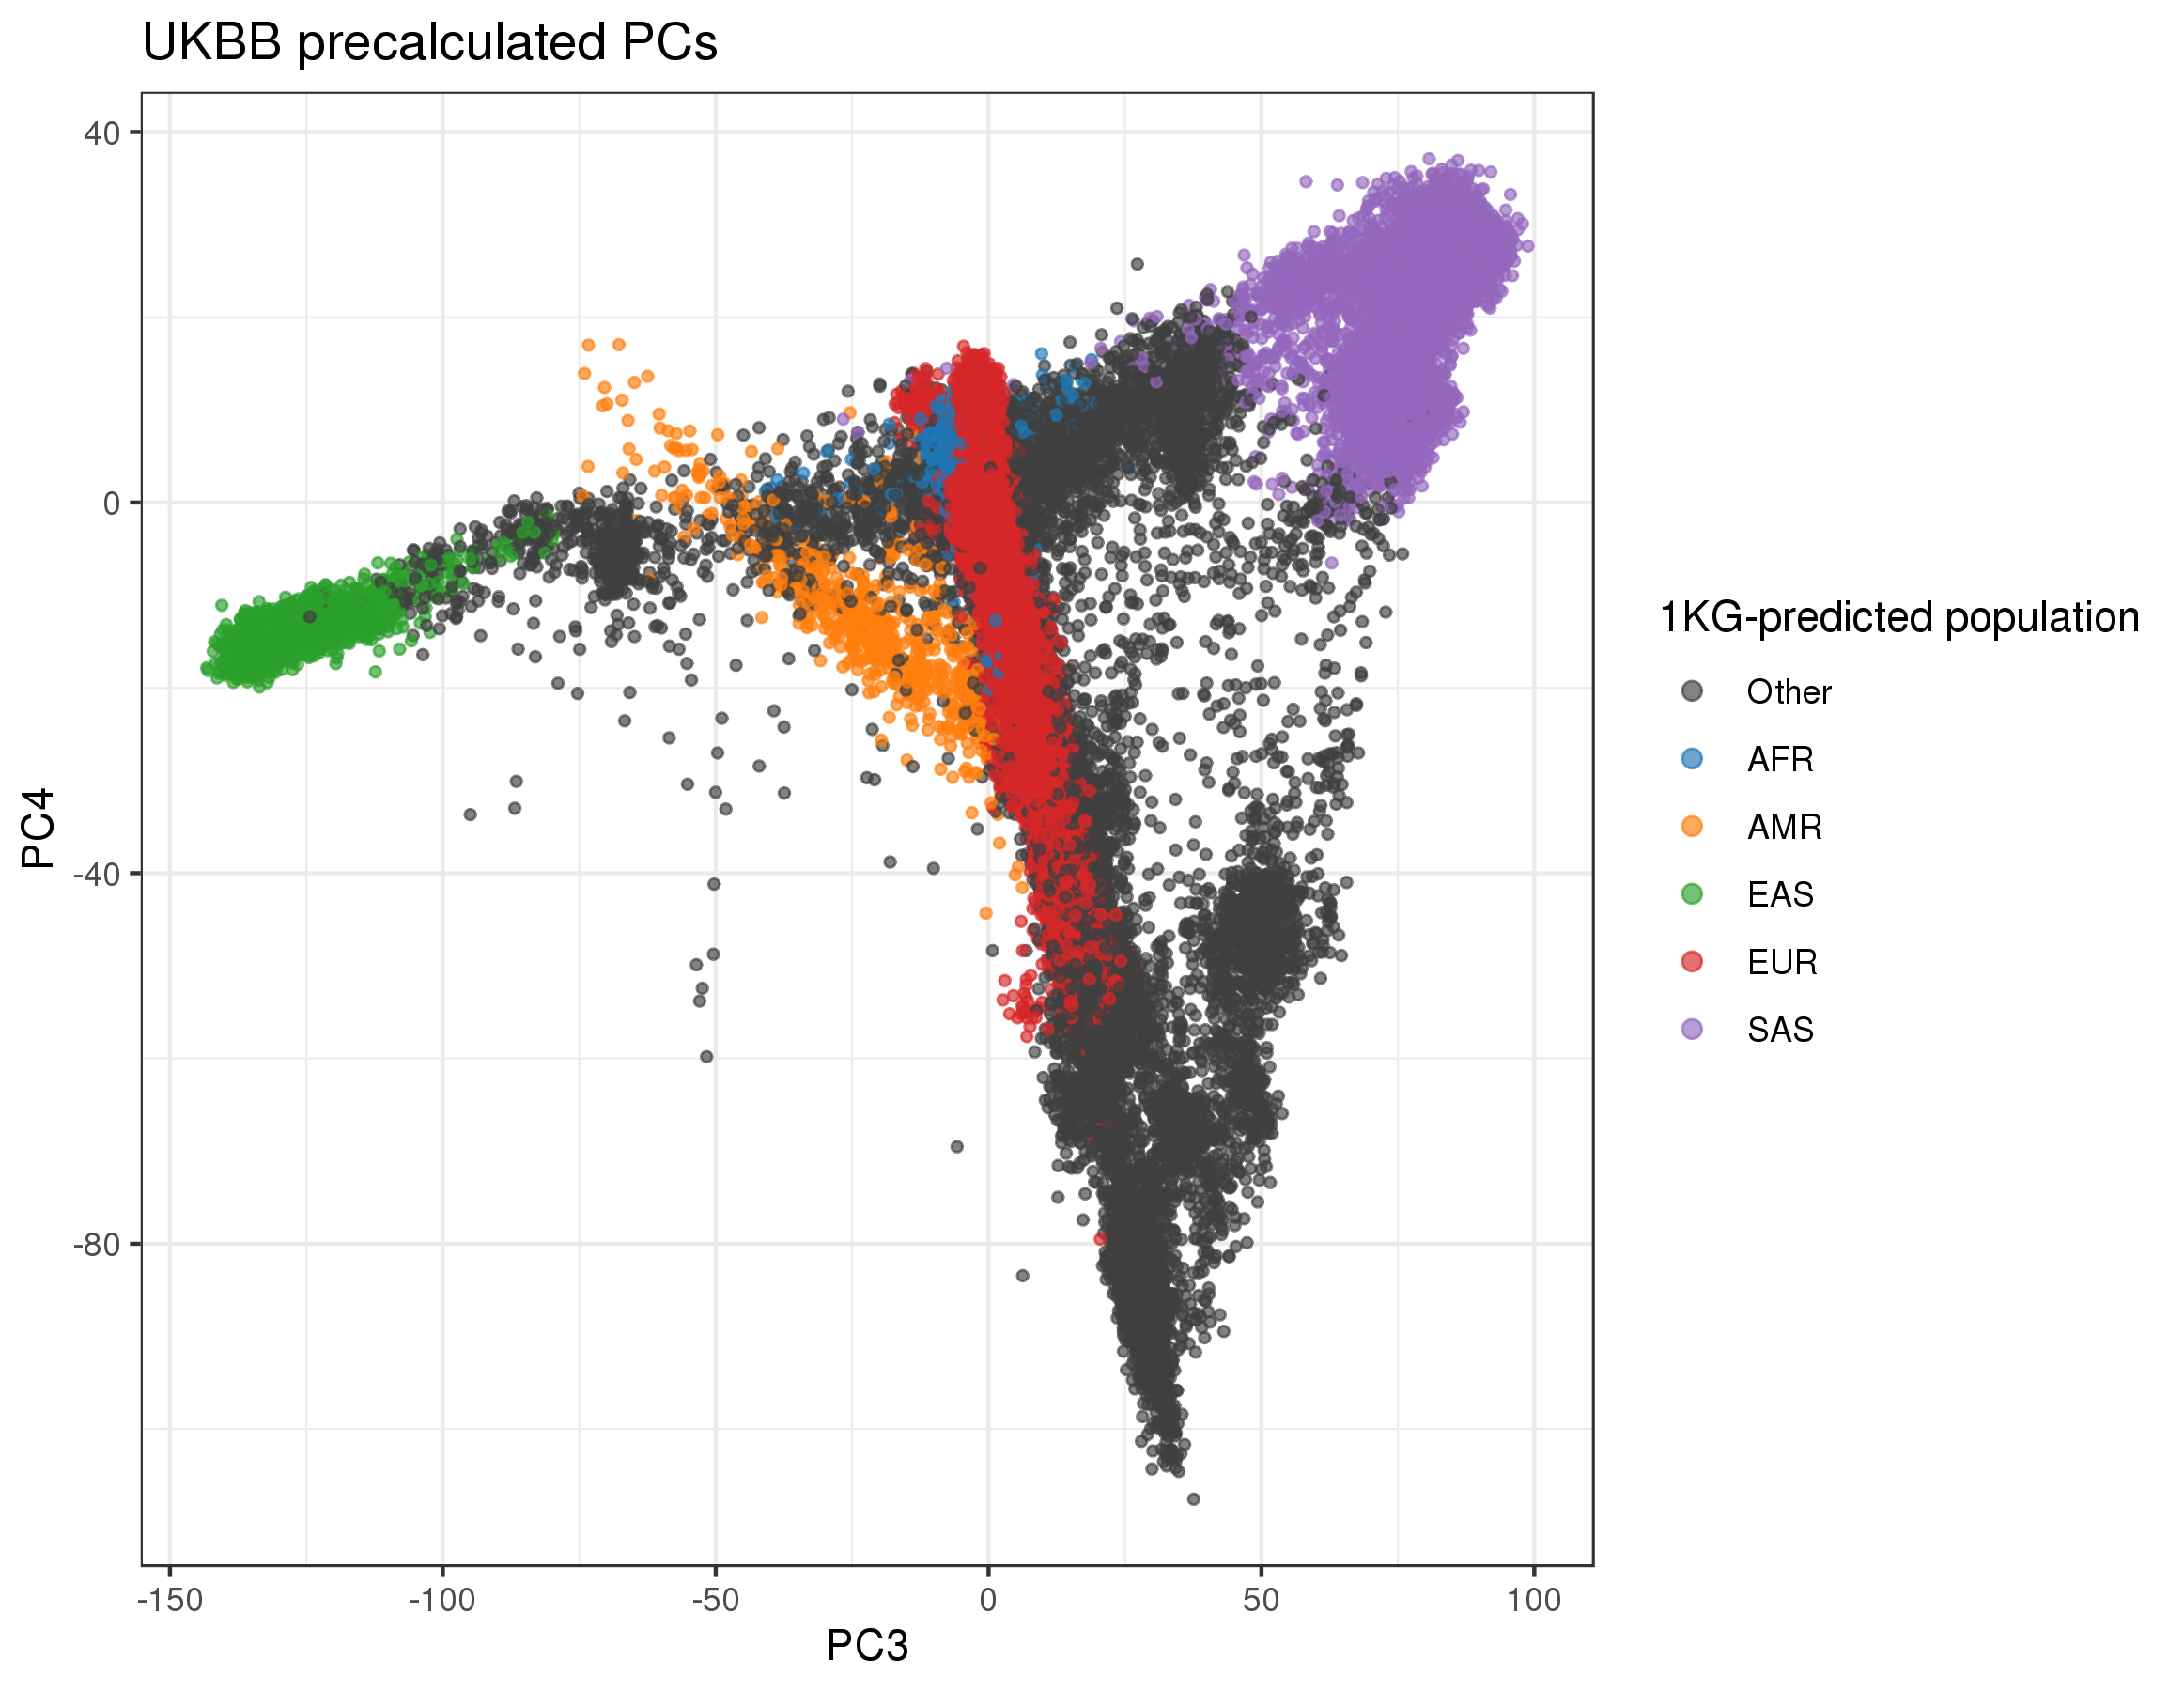 UKBB precalculated PCs
40
0
-40
-80
PC4
-150
-100
-50
0
50
100
PC3
1KG-predicted population
Other
AFR
AMR
EAS
EUR
SAS